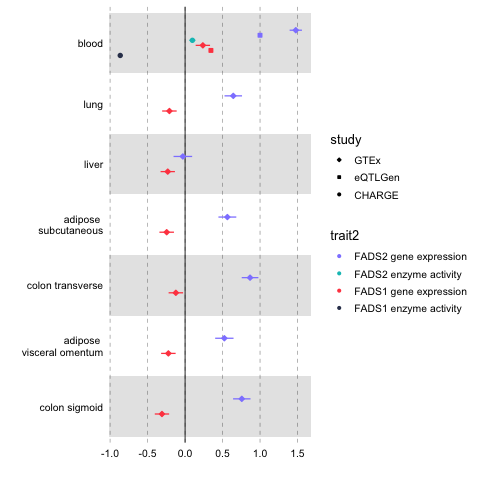 blood
lung
liver
adipose
subcutaneous
colon transverse
adipose
visceral omentum
colon sigmoid
-1.0 -0.5 0.0 0.5 1.0 1.5
study
GTEx
eQTLGen
CHARGE
trait2
FADS2 gene expression
FADS2 enzyme activity
FADS1 gene expression
FADS1 enzyme activity